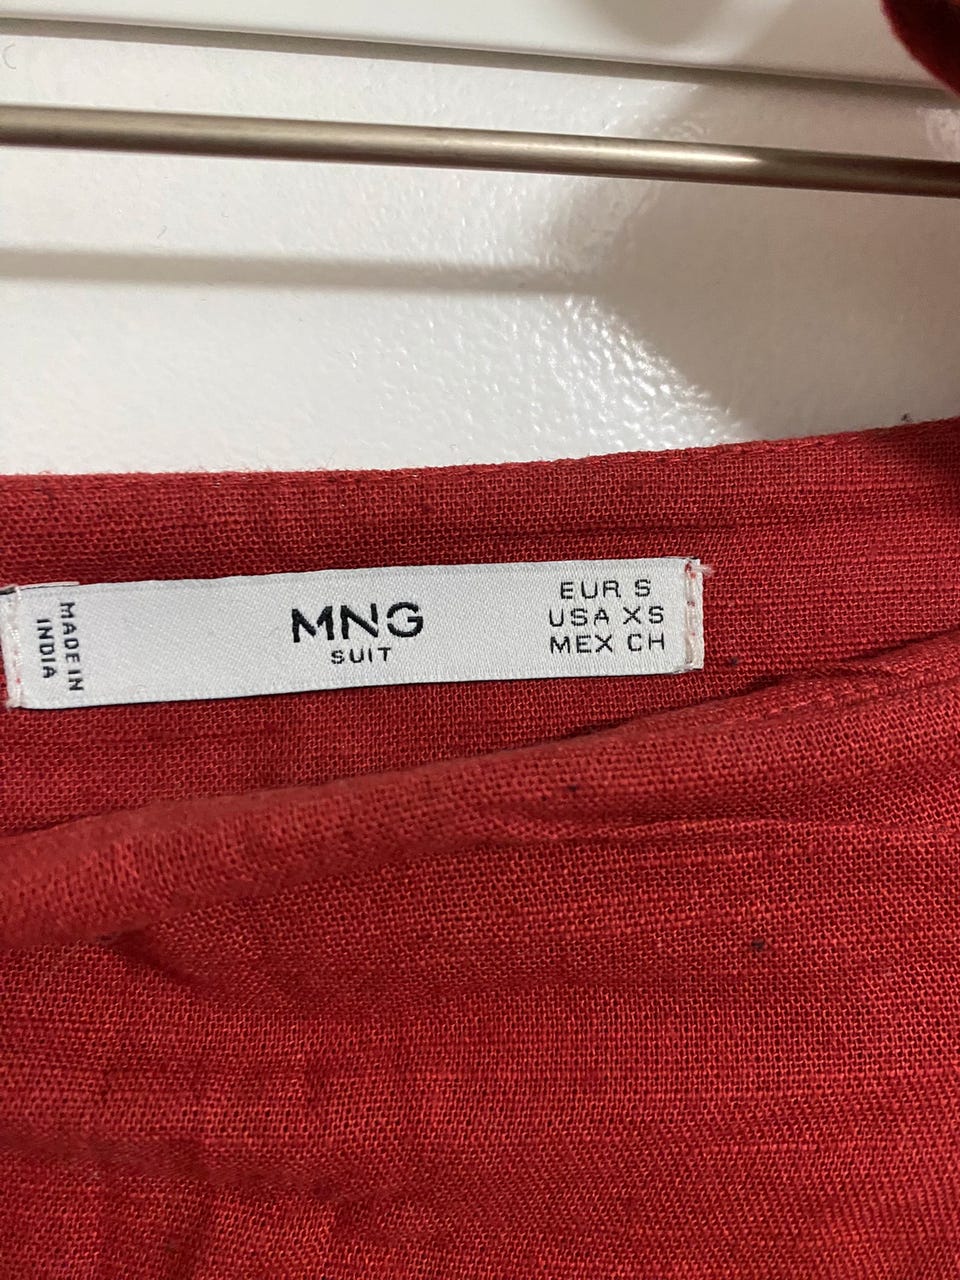 MADE IN
INDIA
MNG
SUIT
EUR S
USA XS
MEX CH